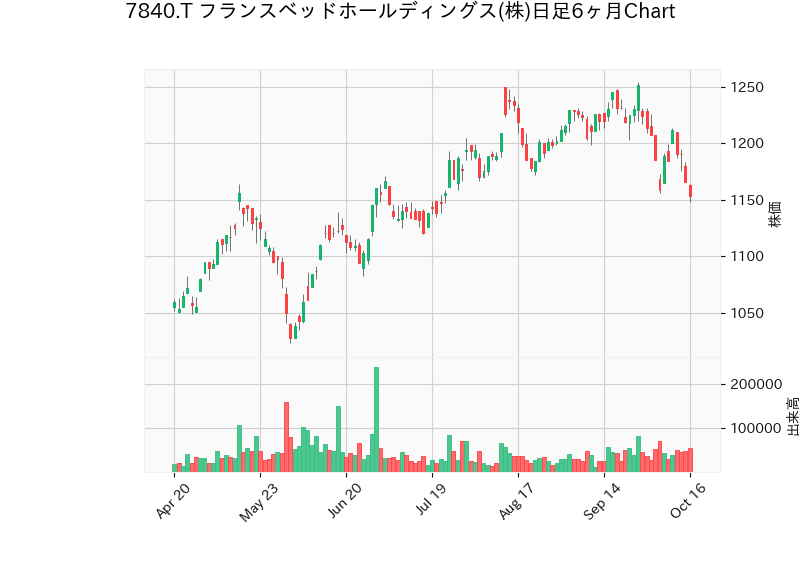 7840.T フランスベッドホールディングス(株)日足6ヶ月Chart
1250
1200
1150
1100
1050
株価
200000
100000
出来高
Apr 20
May 23
Jun 20
Jul 19
Aug 17
Sep 14
Oct 16